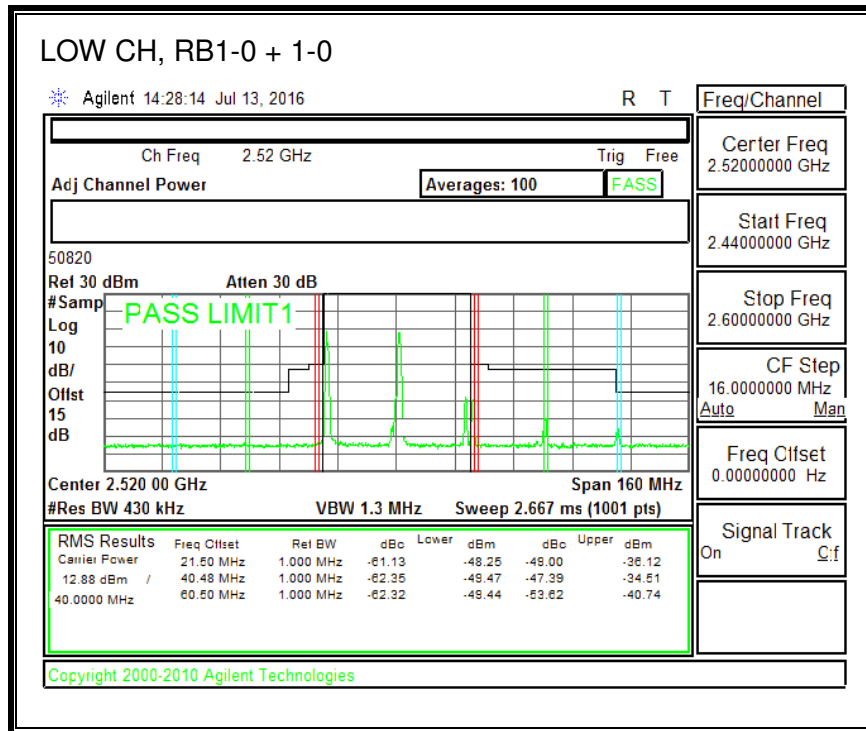 LOW CH, RB1-0 + 1-0
Agilent 14:28:14 Jul 13, 2016 R T
Freq/Channel
Ch Freq 2.52 GHz Trig Free
Adj Channel Power Averages: 100 PASS
Center Freq
2.52000000 GHz
Start Freq
2.44000000 GHz
Stop Freq
2.60000000 GHz
CF Step
16.0000000 MHz
Auto Man
Freq Offset
0.00000000 Hz
Signal Track
On Off
50820
Ref 30 dBm Atten 30 dB
#Samp
Log
10
dB/
Offst
15
dB
PASS LIMIT1
Center 2.520 00 GHz Span 160 MHz
#Res BW 430 kHz VBW 1.3 MHz Sweep 2.667 ms (1001 pts)
RMS Results Freq Offset Ref BW dBc Lower dBm dBc Upper dBm
Carrier Power 21.50 MHz 1.000 MHz -61.13 -48.25 -49.00 -36.12
12.88 dBm / 40.48 MHz 1.000 MHz -62.35 -49.47 -47.39 -34.51
40.0000 MHz 60.50 MHz 1.000 MHz -62.32 -49.44 -53.62 -40.74
Copyright 2000-2010 Agilent Technologies